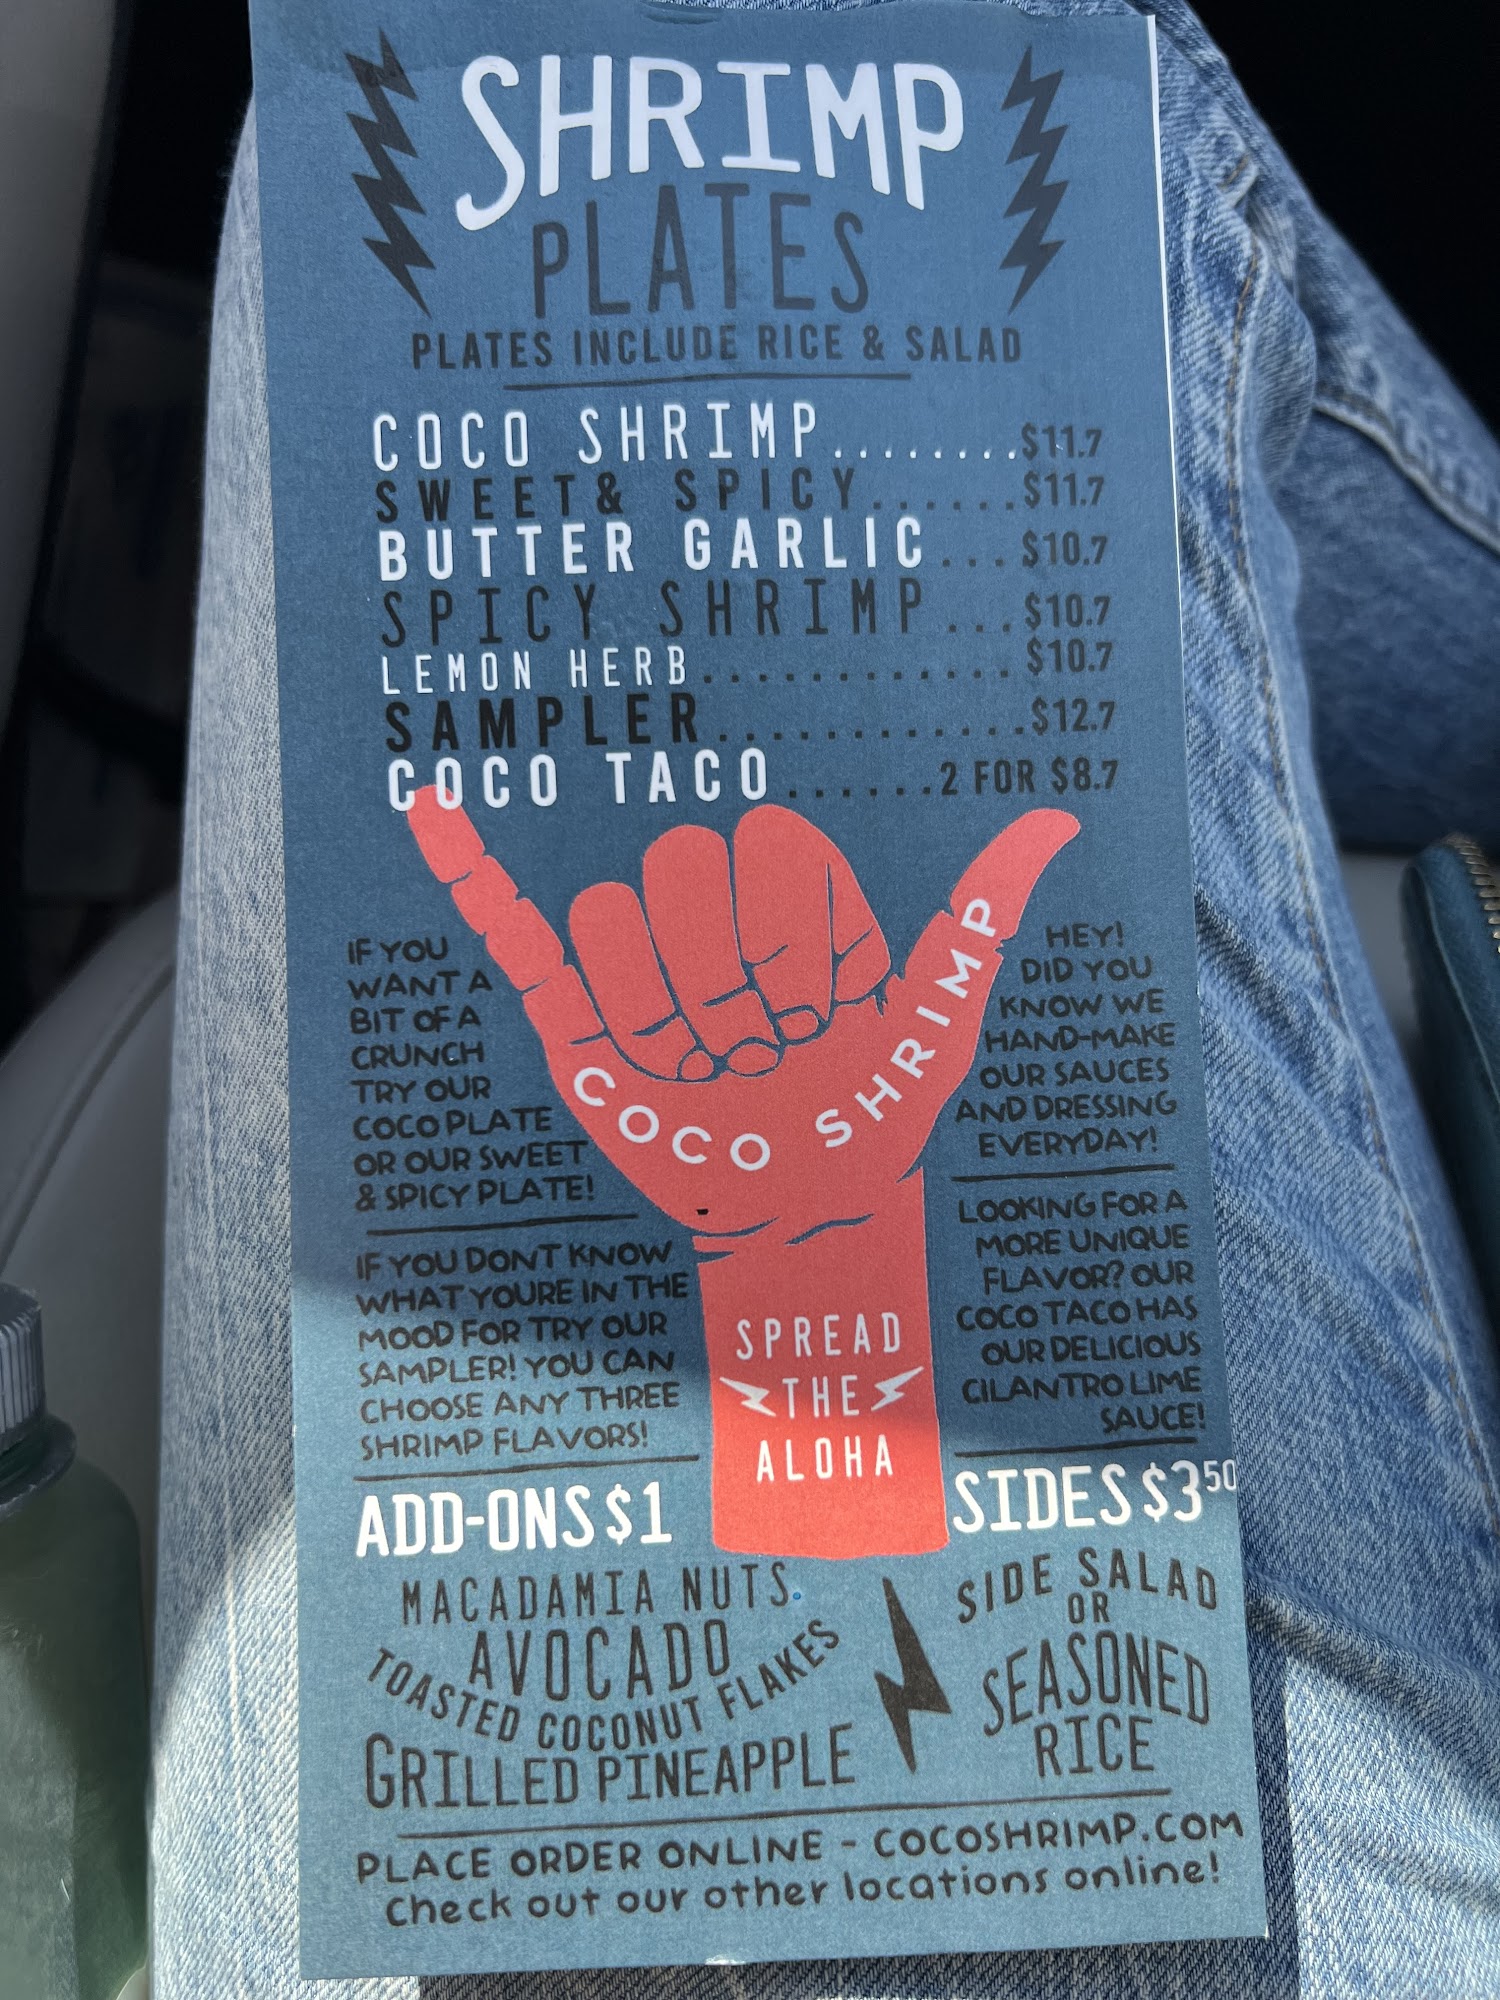 SHRIMP
PLATES
PLATES INCLUDE RICE & SALAD
COCO SHRIMP........$11.7
SWEET& SPICY......$11.7
BUTTER GARLIC...$10.7
SPICY SHRIMP...$10.7
LEMON HERB.............$10.7
SAMPLER.............$12.7
COCO TACO......2 FOR $8.7
IF YOU
WANT A
BIT OF A
CRUNCH
TRY OUR
COCO PLATE
OR OUR SWEET
& SPICY PLATE!
IF YOU DONT KNOW
WHAT YOURE IN THE
MOOD FOR TRY OUR
SAMPLER! YOU CAN
CHOOSE ANY THREE
SHRIMP FLAVORS!
COCO SHRIMP
SPREAD
THE
ALOHA
HEY!
DID YOU
KNOW WE
HAND-MAKE
OUR SAUCES
AND DRESSING
EVERYDAY!
LOOKING FOR A
MORE UNIQUE
FLAVOR? OUR
COCO TACO HAS
OUR DELICIOUS
CILANTRO LIME
SAUCE!
ADD-ONS $1
MACADAMIA NUTS.
AVOCADO
TOASTED COCONUT FLAKES
GRILLED PINEAPPLE
SIDES $350
SIDE SALAD
OR
SEASONED
RICE
PLACE ORDER ONLINE - COCOSHRIMP.COM
Check out our other locations online!